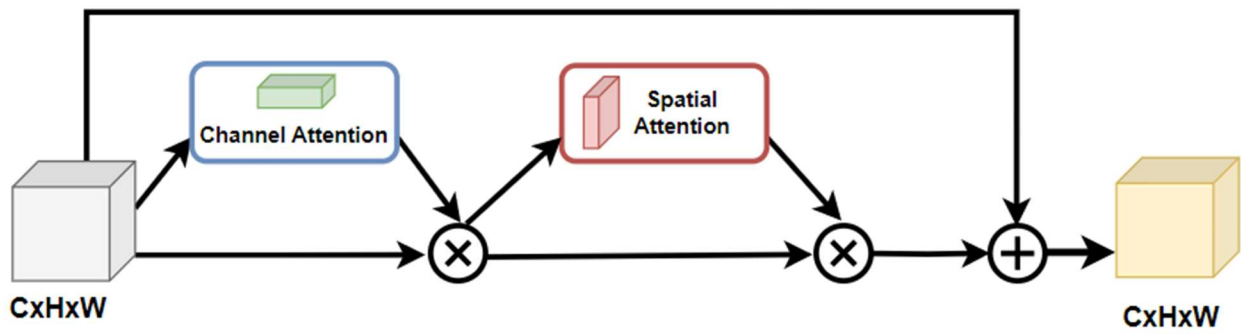 Channel Attention
Spatial
Attention
CxHxW
CxHxW